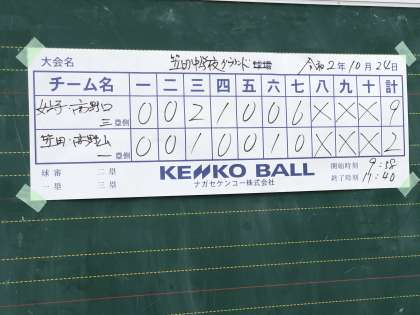 大会名 笠田中学校グランド 球場 令和2年10月24日
チーム名 一 二 三 四 五 六 七 八 九 十 計
妙寺・高野口 三塁側 0 0 2 1 0 0 6 × × × 9
笠田・高野山 一塁側 0 0 1 0 0 1 0 × × × 2
球審 二塁 KENKO BALL 開始時刻 9:58
一塁 三塁 ナガセケンコー株式会社 終了時刻 11:40